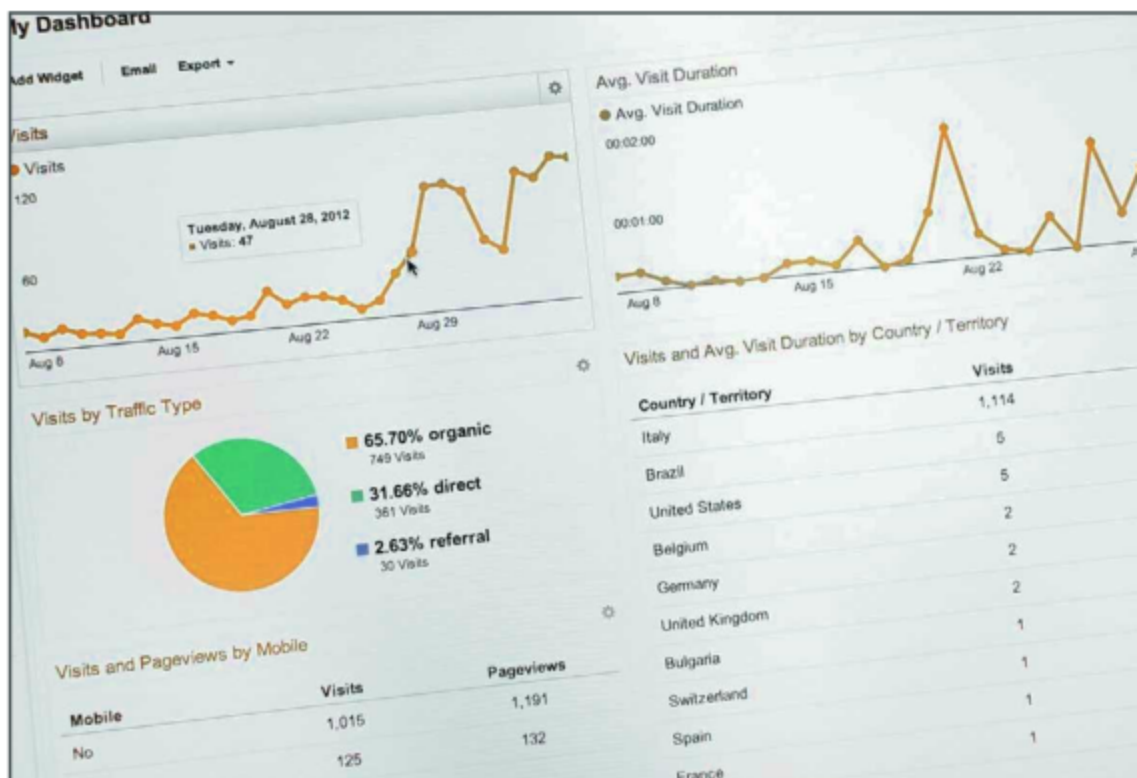 My Dashboard
Add Widget Email Export
Visits
Visits
120
60
Tuesday, August 28, 2012
Visits: 47
Aug 8 Aug 15 Aug 22 Aug 29
Avg. Visit Duration
Avg. Visit Duration
00:02:00
00:01:00
Aug 8 Aug 15 Aug 22
Visits by Traffic Type
65.70% organic
749 Visits
31.66% direct
361 Visits
2.63% referral
30 Visits
Visits and Pageviews by Mobile
Mobile Visits Pageviews
No 1,015 1,191
125 132
Visits and Avg. Visit Duration by Country / Territory
Country / Territory Visits
Italy 1,114
Brazil 5
United States 5
Belgium 2
Germany 2
United Kingdom 2
Bulgaria 1
Switzerland 1
Spain 1
France 1